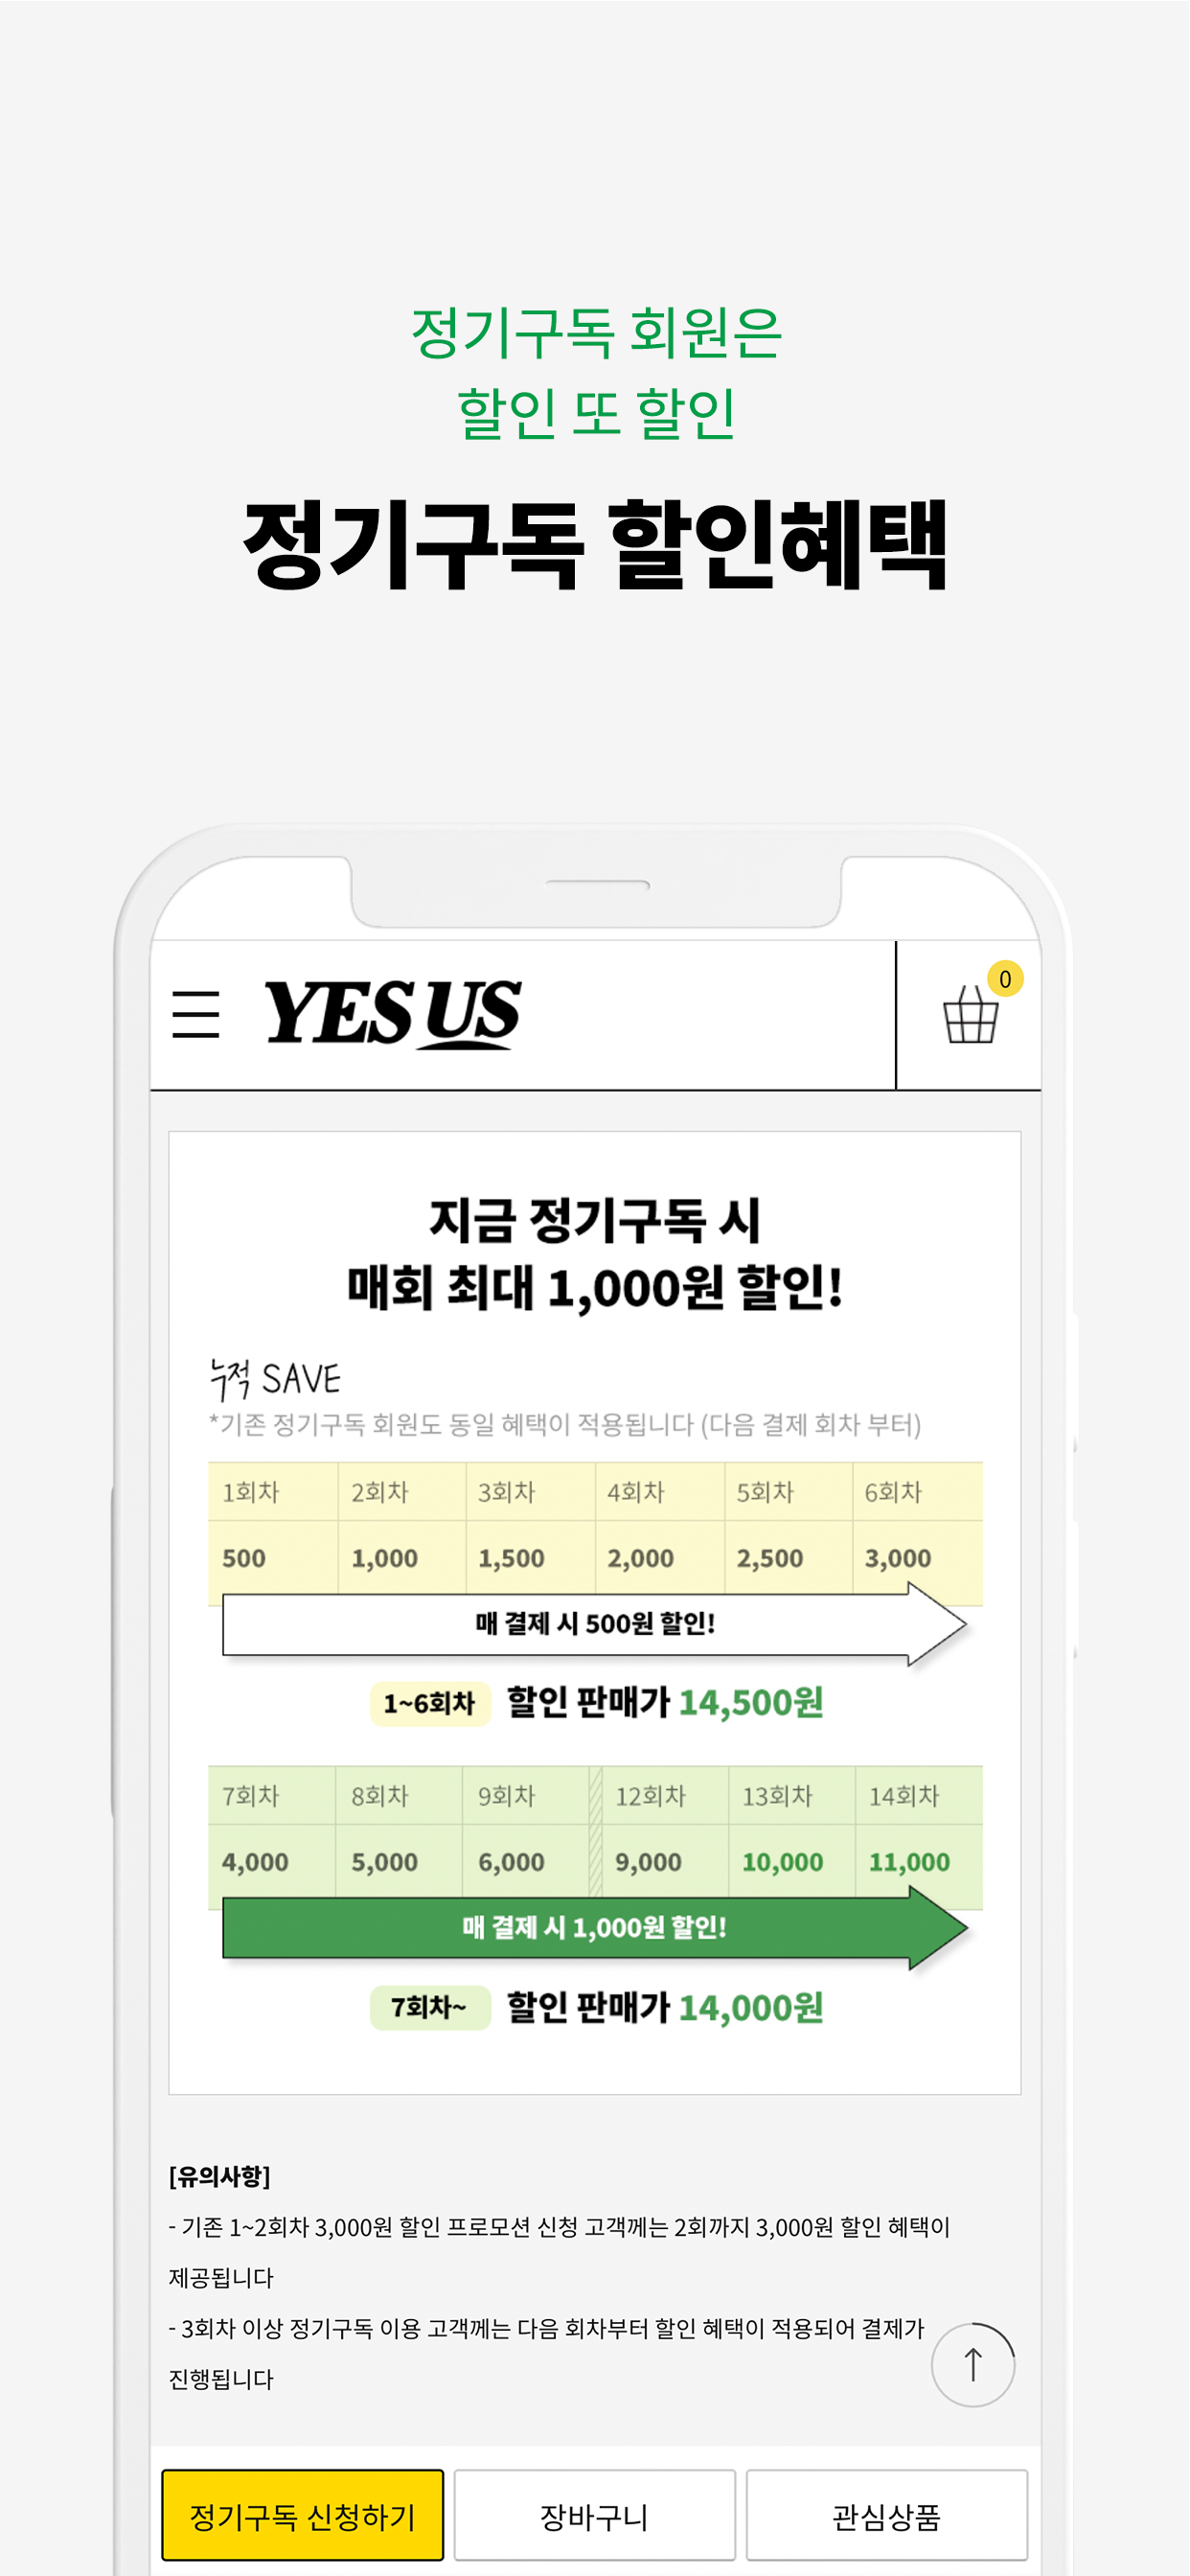 정기구독 회원은
할인 또 할인
정기구독 할인혜택
YES US
0
지금 정기구독 시
매회 최대 1,000원 할인!
누적 SAVE
*기존 정기구독 회원도 동일 혜택이 적용됩니다 (다음 결제 회차 부터)
1회차 2회차 3회차 4회차 5회차 6회차
500 1,000 1,500 2,000 2,500 3,000
매 결제 시 500원 할인!
1~6회차 할인 판매가 14,500원
7회차 8회차 9회차 12회차 13회차 14회차
4,000 5,000 6,000 9,000 10,000 11,000
매 결제 시 1,000원 할인!
7회차~ 할인 판매가 14,000원
[유의사항]
- 기존 1~2회차 3,000원 할인 프로모션 신청 고객께는 2회까지 3,000원 할인 혜택이
제공됩니다
- 3회차 이상 정기구독 이용 고객께는 다음 회차부터 할인 혜택이 적용되어 결제가
진행됩니다
정기구독 신청하기 장바구니 관심상품